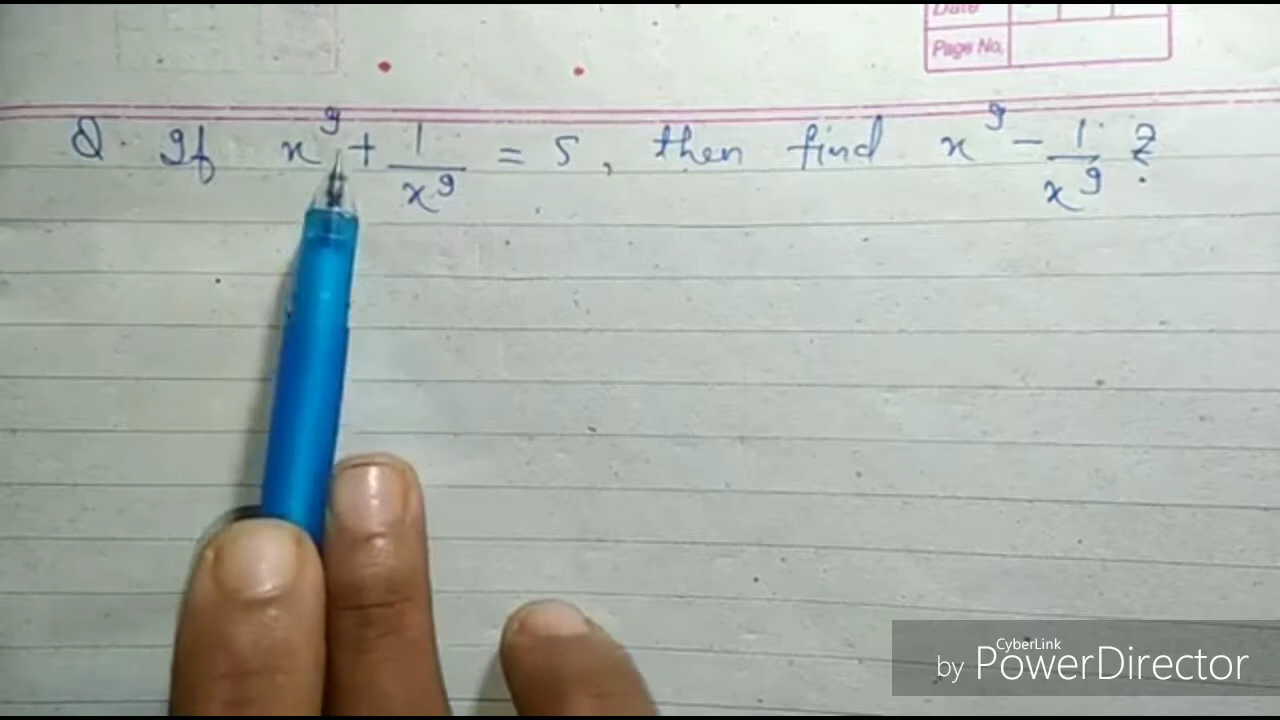 Date
Page No.
Q. If x⁹ + 1/x⁹ = 5, then find x⁹ - 1/x⁹ ?
CyberLink
by PowerDirector